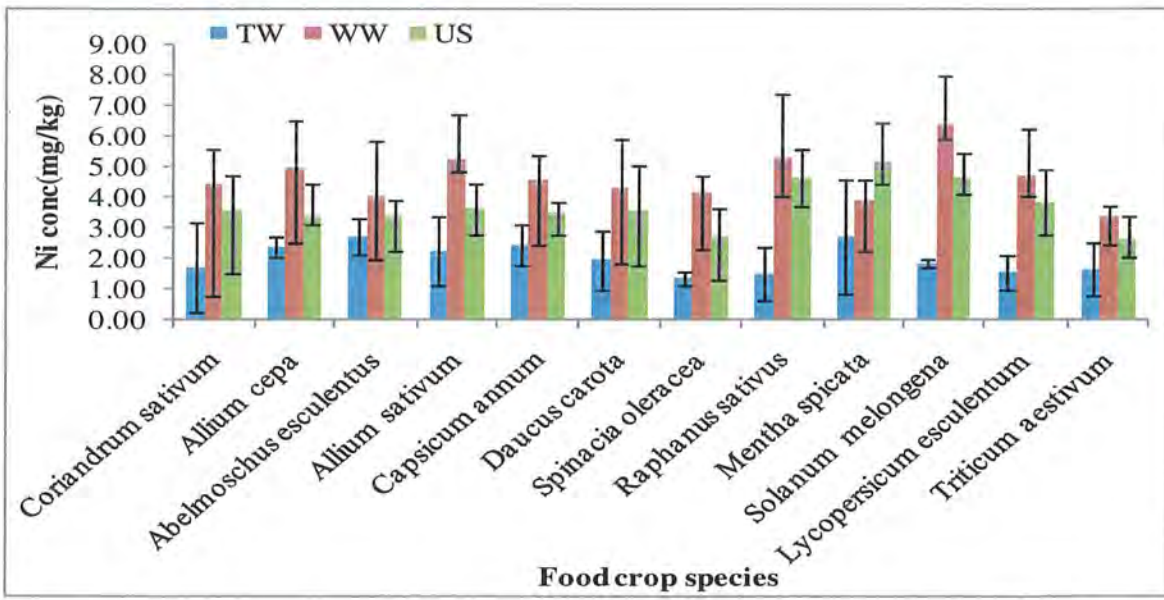 TW WW US
9.00
8.00
7.00
6.00
5.00
4.00
3.00
2.00
1.00
0.00
Ni conc(mg/kg)
Coriandrum sativum
Allium cepa
Abelmoschus esculentus
Allium sativum
Capsicum annum
Daucus carota
Spinacia oleracea
Raphanus sativus
Mentha spicata
Solanum melongena
Lycopersicum esculentum
Triticum aestivum
Food crop species